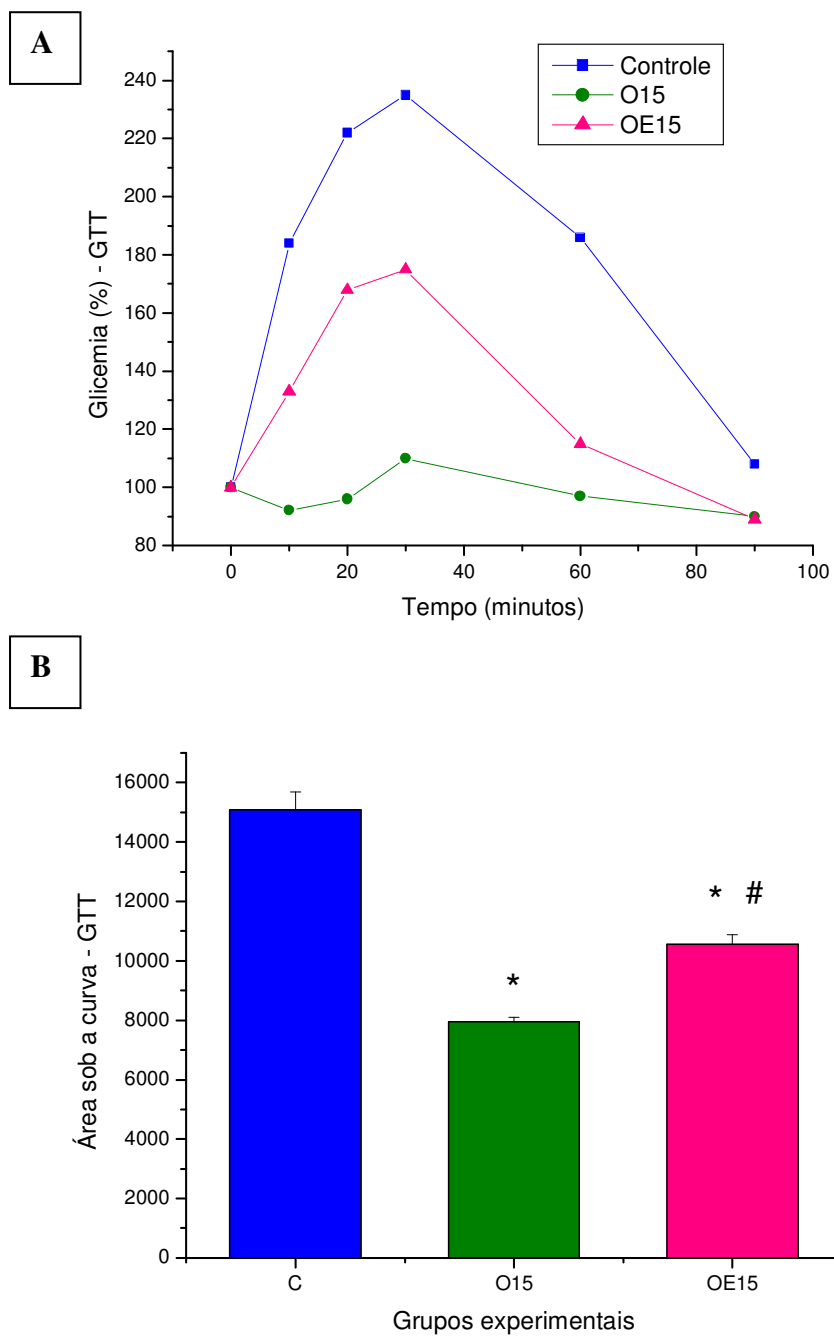 A
Controle
O15
OE15
240
220
200
180
160
140
120
100
80
Glicemia (%) - GTT
0 20 40 60 80 100
Tempo (minutos)
B
16000
14000
12000
10000
8000
6000
4000
2000
0
Área sob a curva - GTT
* #
*
C O15 OE15
Grupos experimentais